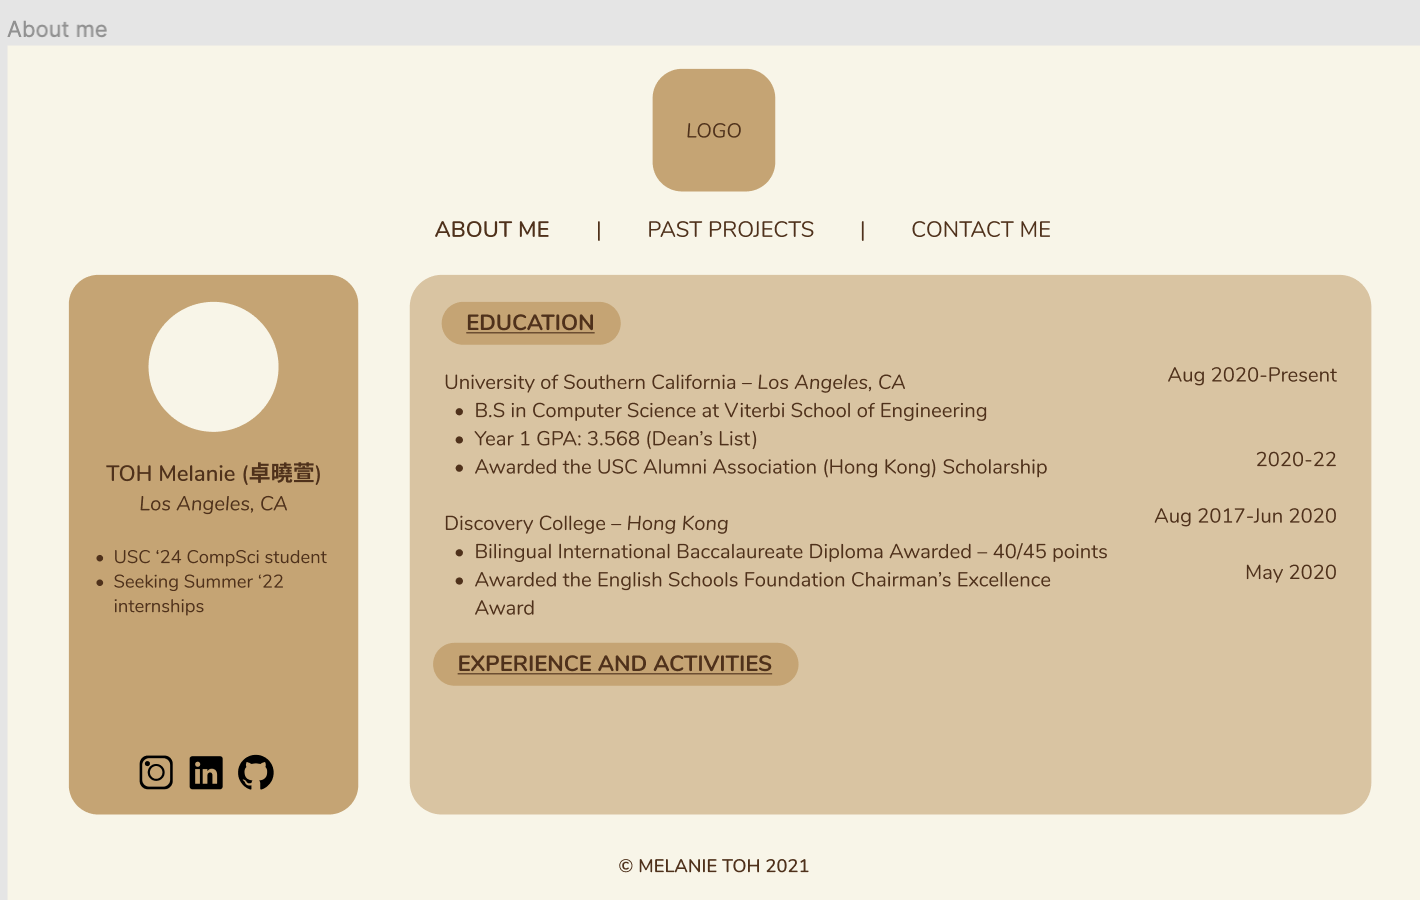 About me
LOGO
ABOUT ME | PAST PROJECTS | CONTACT ME
TOH Melanie (卓曉萱)
Los Angeles, CA
• USC ‘24 CompSci student
• Seeking Summer ‘22
internships
EDUCATION
University of Southern California – Los Angeles, CA Aug 2020-Present
• B.S in Computer Science at Viterbi School of Engineering
• Year 1 GPA: 3.568 (Dean’s List)
• Awarded the USC Alumni Association (Hong Kong) Scholarship 2020-22
Discovery College – Hong Kong Aug 2017-Jun 2020
• Bilingual International Baccalaureate Diploma Awarded – 40/45 points
• Awarded the English Schools Foundation Chairman’s Excellence May 2020
Award
EXPERIENCE AND ACTIVITIES
in
© MELANIE TOH 2021